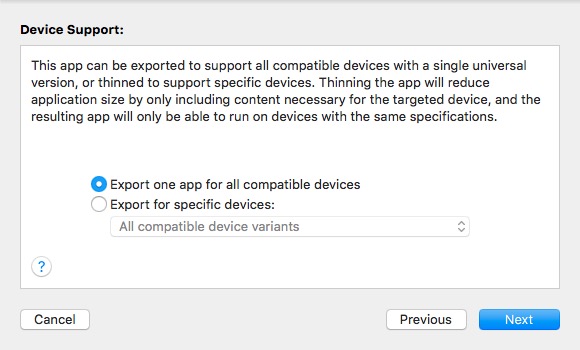 Device Support:
This app can be exported to support all compatible devices with a single universal
version, or thinned to support specific devices. Thinning the app will reduce
application size by only including content necessary for the targeted device, and the
resulting app will only be able to run on devices with the same specifications.
Export one app for all compatible devices
Export for specific devices:
All compatible device variants
?
Cancel
Previous
Next